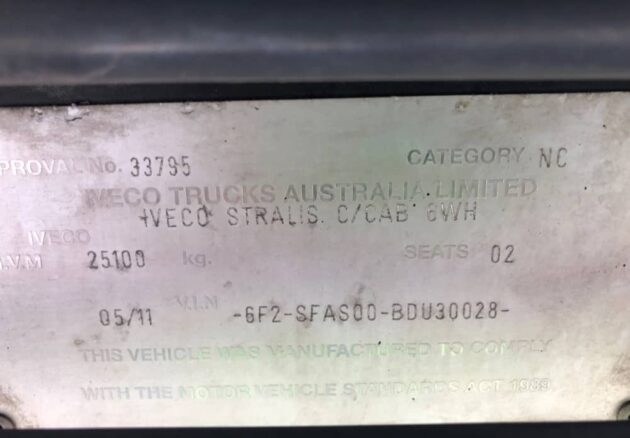 PROVAL No. 33795 CATEGORY NC
IVECO TRUCKS AUSTRALIA LIMITED
IVECO STRALIS. C/CAB 6WH
IVECO
V.M 25100 kg. SEATS 02
05/11 V.I.N -6F2-SFAS00-BDU30028-
THIS VEHICLE WAS MANUFACTURED TO COMPLY
WITH THE MOTOR VEHICLE STANDARDS ACT 1989